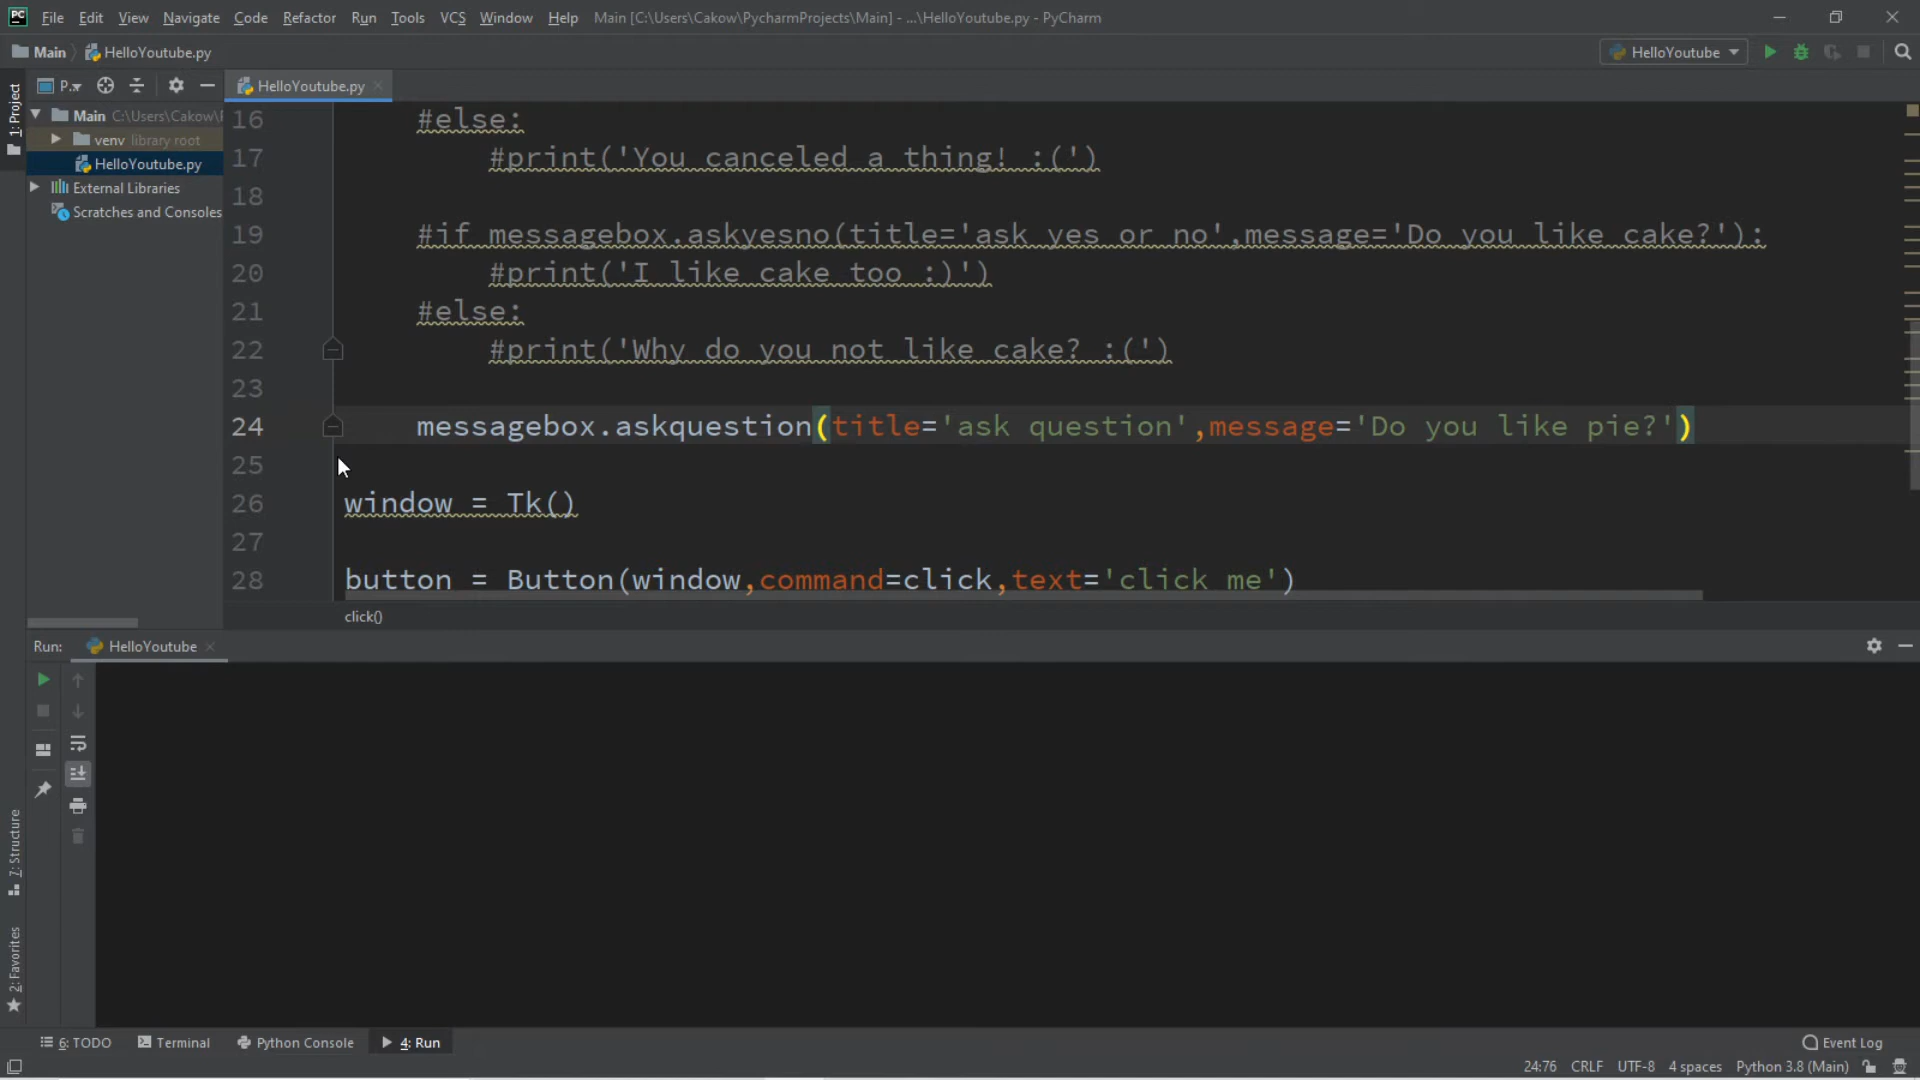 PC File Edit View Navigate Code Refactor Run Tools VCS Window Help Main [C:\Users\Cakow\PycharmProjects\Main] - ...\HelloYoutube.py - PyCharm
Main HelloYoutube.py HelloYoutube
1: Project P.. HelloYoutube.py
Main C:\Users\Cakow\
venv library root
HelloYoutube.py
External Libraries
Scratches and Consoles
16 #else:
17 #print('You canceled a thing! :(')
18
19 #if messagebox.askyesno(title='ask yes or no',message='Do you like cake?'):
20 #print('I like cake too :)')
21 #else:
22 #print('Why do you not like cake? :(')
23
24 messagebox.askquestion(title='ask question',message='Do you like pie?')
25
26 window = Tk()
27
28 button = Button(window,command=click,text='click me')
click()
Run: HelloYoutube
7: Structure
2: Favorites
6: TODO Terminal Python Console 4: Run Event Log
24:76 CRLF UTF-8 4 spaces Python 3.8 (Main)